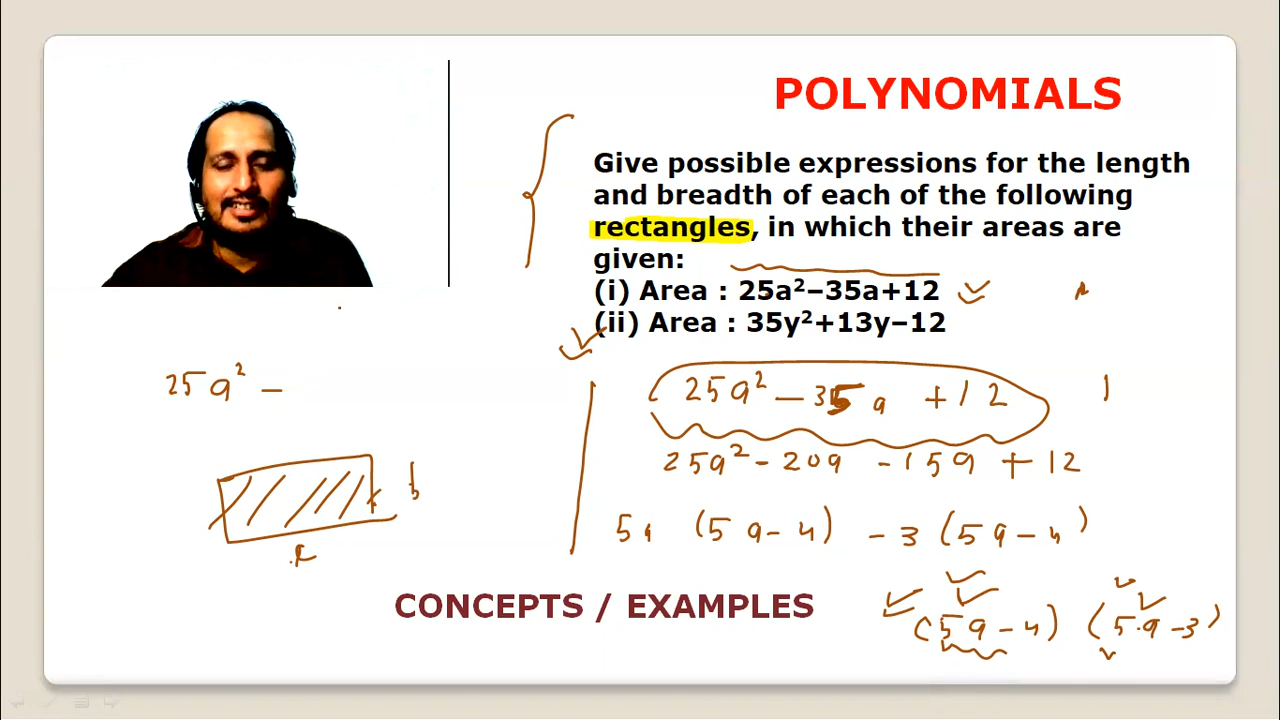 POLYNOMIALS
Give possible expressions for the length
and breadth of each of the following
rectangles, in which their areas are
given:
(i) Area : 25a²–35a+12
(ii) Area : 35y²+13y–12
25a² –
25a² – 35a + 12
25a² - 20a - 15a + 12
5a (5a - 4) - 3 (5a - 4)
b
CONCEPTS / EXAMPLES
(5a - 4) (5a - 3)